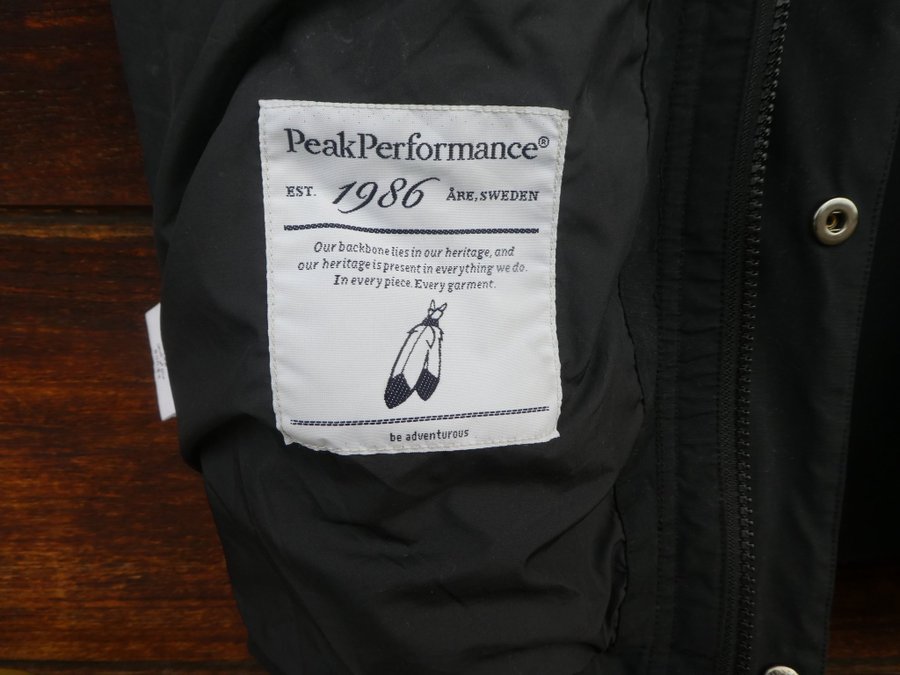 PeakPerformance®
EST. 1986 ÅRE, SWEDEN
Our backbone lies in our heritage, and
our heritage is present in everything we do.
In every piece. Every garment.
be adventurous